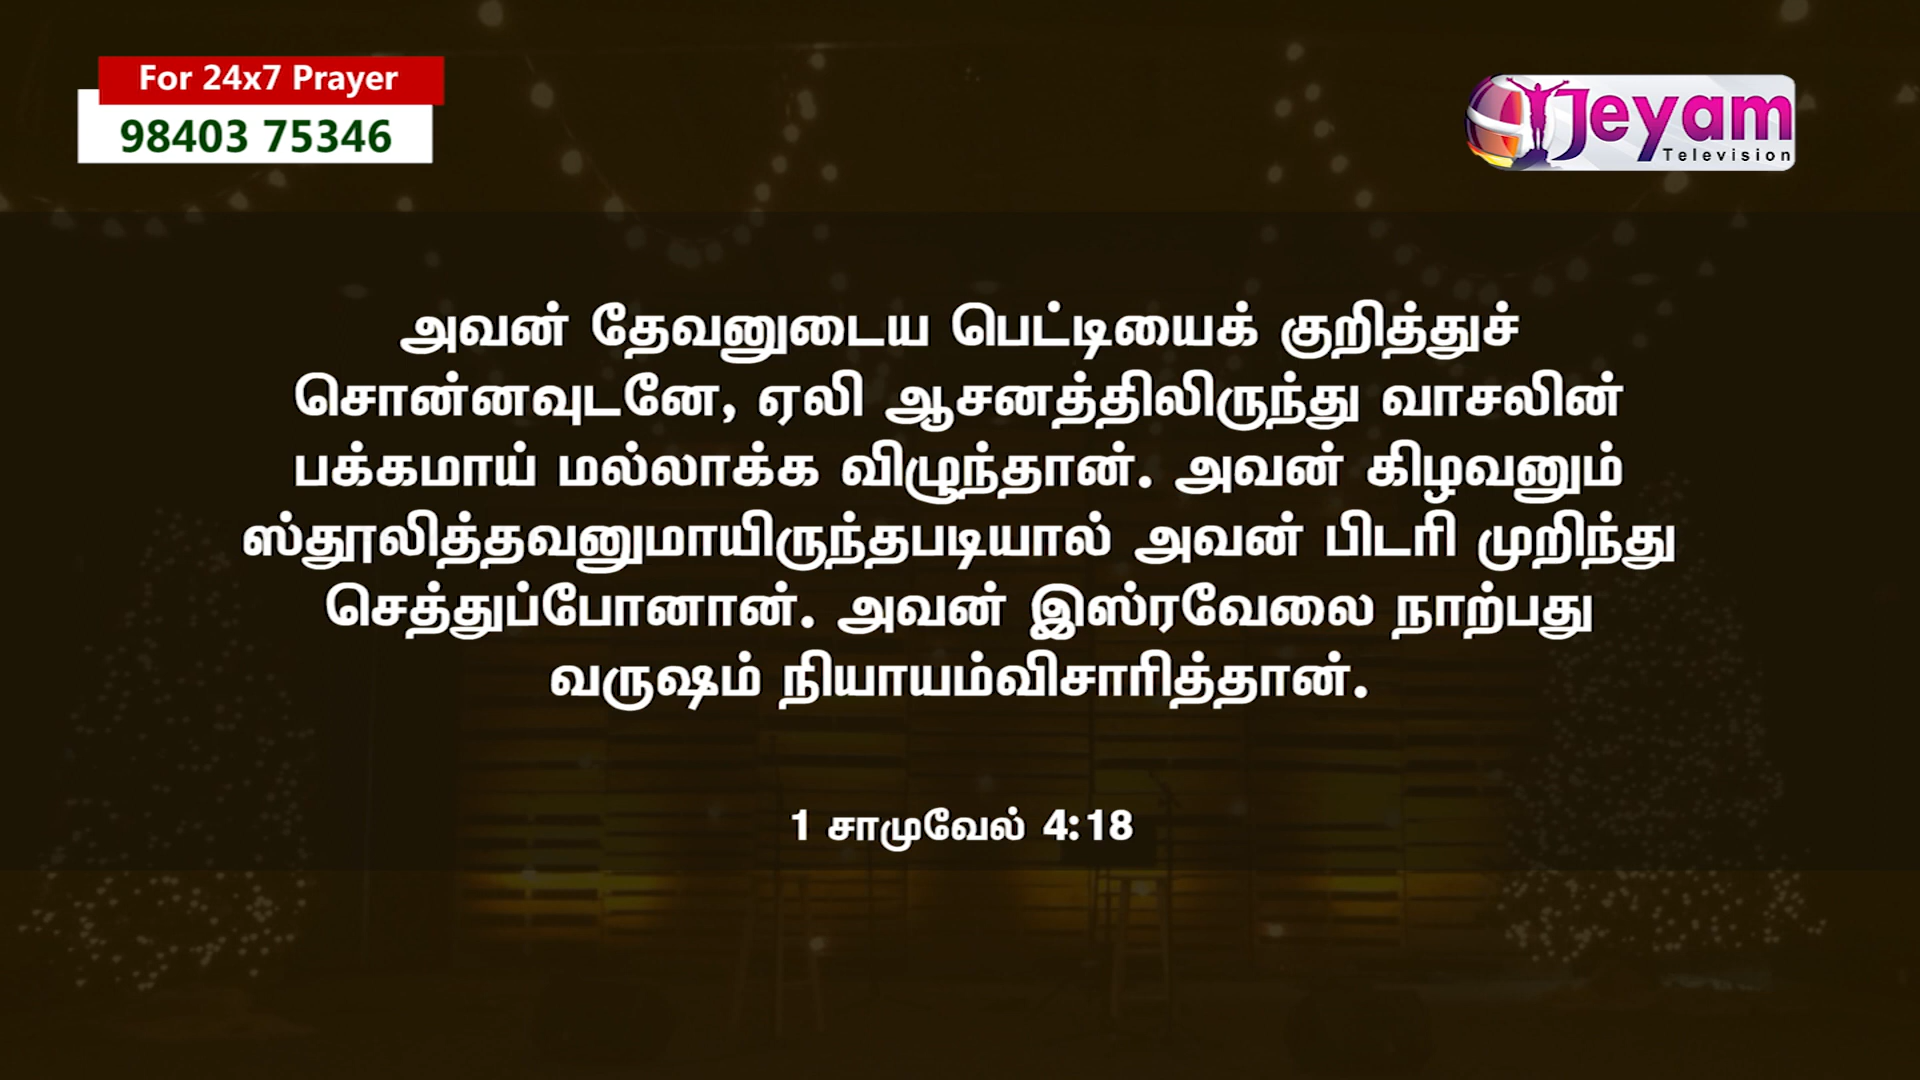 For 24x7 Prayer
98403 75346
Jeyam
Television
அவன் தேவனுடைய பெட்டியைக் குறித்துச்
சொன்னவுடனே, ஏலி ஆசனத்திலிருந்து வாசலின்
பக்கமாய் மல்லாக்க விழுந்தான். அவன் கிழவனும்
ஸ்தூலித்தவனுமாயிருந்தபடியால் அவன் பிடரி முறிந்து
செத்துப்போனான். அவன் இஸ்ரவேலை நாற்பது
வருஷம் நியாயம்விசாரித்தான்.
1 சாமுவேல் 4:18